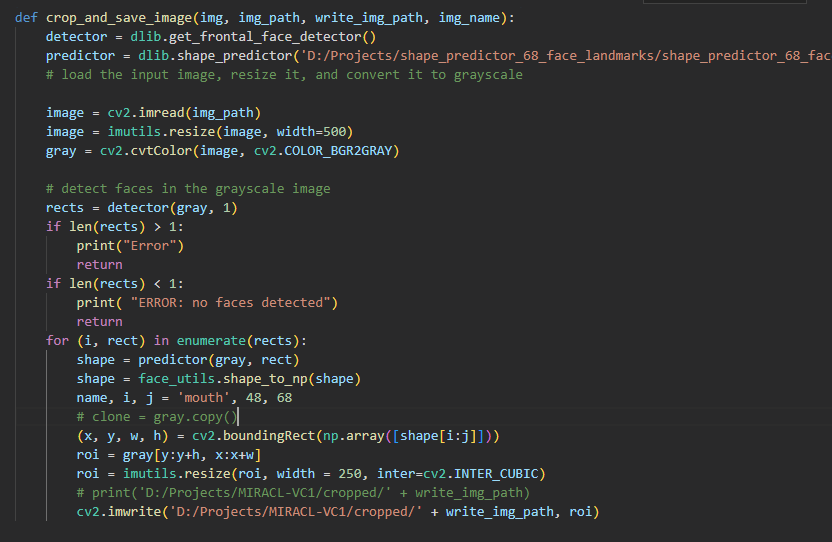 def crop_and_save_image(img, img_path, write_img_path, img_name):
    detector = dlib.get_frontal_face_detector()
    predictor = dlib.shape_predictor('D:/Projects/shape_predictor_68_face_landmarks/shape_predictor_68_fac
    # load the input image, resize it, and convert it to grayscale

    image = cv2.imread(img_path)
    image = imutils.resize(image, width=500)
    gray = cv2.cvtColor(image, cv2.COLOR_BGR2GRAY)

    # detect faces in the grayscale image
    rects = detector(gray, 1)
    if len(rects) > 1:
        print("Error")
        return
    if len(rects) < 1:
        print( "ERROR: no faces detected")
        return
    for (i, rect) in enumerate(rects):
        shape = predictor(gray, rect)
        shape = face_utils.shape_to_np(shape)
        name, i, j = 'mouth', 48, 68
        # clone = gray.copy()
        (x, y, w, h) = cv2.boundingRect(np.array([shape[i:j]]))
        roi = gray[y:y+h, x:x+w]
        roi = imutils.resize(roi, width = 250, inter=cv2.INTER_CUBIC)
        # print('D:/Projects/MIRACL-VC1/cropped/' + write_img_path)
        cv2.imwrite('D:/Projects/MIRACL-VC1/cropped/' + write_img_path, roi)